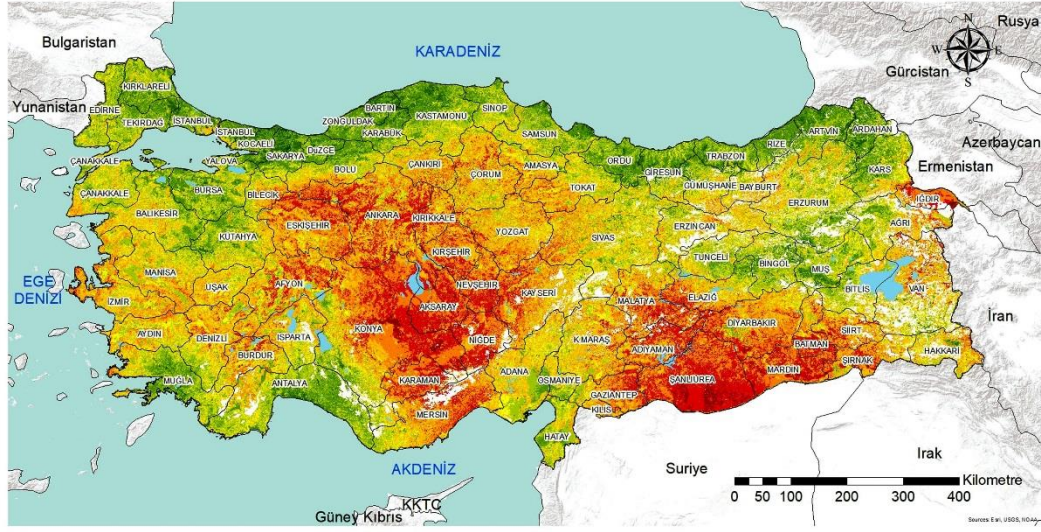 Rusya
N
Bulgaristan
KARADENİZ
W
E
Gürcistan
S
KIRKLARELİ
SİNOP
Yunanistan
EDİRNE
BARTIN
KASTAMONU
TEKİRDAĞ
İSTANBUL
ZONGULDAK
ARTVİN
ARDAHAN
İSTANBUL
KARABÜK
SAMSUN
RİZE
KOCAELİ
DÜZCE
TRABZON
Azerbaycan
SAKARYA
ORDU
ÇANAKKALE
YALOVA
BOLU
ÇANKIRI
ÇORUM
AMASYA
GİRESUN
KARS
Ermenistan
TOKAT
GÜMÜŞHANE
BAYBURT
ÇANAKKALE
BURSA
BİLECİK
ERZURUM
IĞDIR
BALIKESİR
ANKARA
KIRIKKALE
ESKİŞEHİR
ERZİNCAN
AĞRI
KÜTAHYA
YOZGAT
SİVAS
KIRŞEHİR
TUNCELİ
BİNGÖL
MUŞ
EGE
DENİZİ
MANİSA
UŞAK
AFYON
NEVŞEHİR
KAYSERİ
BİTLİS
VAN
İZMİR
AKSARAY
MALATYA
ELAZIĞ
İran
KONYA
DİYARBAKIR
AYDIN
DENİZLİ
ISPARTA
NİĞDE
K.MARAŞ
ADIYAMAN
BATMAN
SİİRT
BURDUR
HAKKARİ
ŞIRNAK
MUĞLA
ANTALYA
KARAMAN
ADANA
OSMANİYE
ŞANLIURFA
MARDİN
GAZİANTEP
MERSİN
KİLİS
HATAY
AKDENİZ
Suriye
Irak
Kilometre
0 50 100 200 300 400
KKTC
Güney Kıbrıs
Sources: Esri, USGS, NOAA